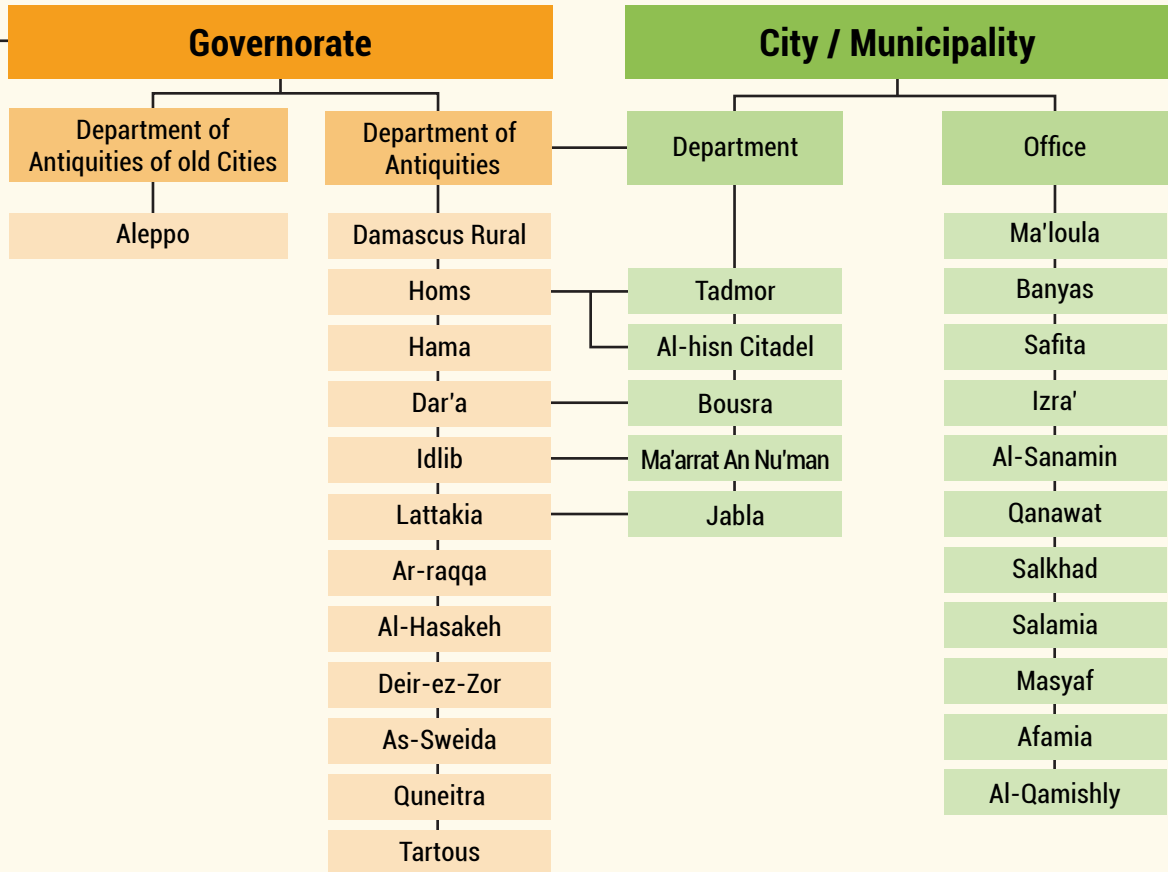 Governorate
Department of
Antiquities of old Cities
Aleppo
Department of
Antiquities
Damascus Rural
Homs
Hama
Dar'a
Idlib
Lattakia
Ar-raqqa
Al-Hasakeh
Deir-ez-Zor
As-Sweida
Quneitra
Tartous
City / Municipality
Department
Tadmor
Al-hisn Citadel
Bousra
Ma'arrat An Nu'man
Jabla
Office
Ma'loula
Banyas
Safita
Izra'
Al-Sanamin
Qanawat
Salkhad
Salamia
Masyaf
Afamia
Al-Qamishly